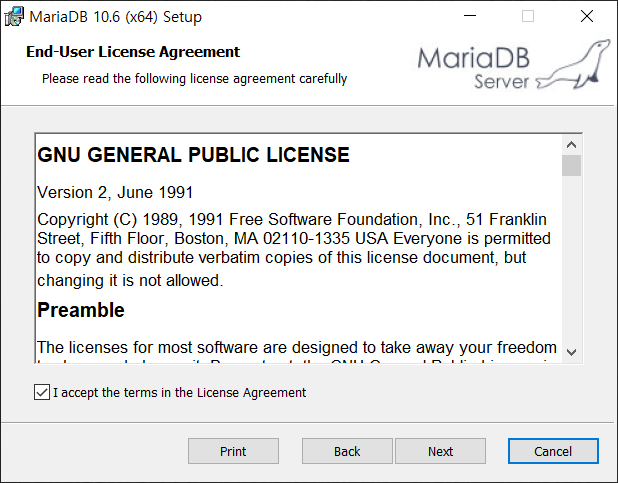 MariaDB 10.6 (x64) Setup
End-User License Agreement
Please read the following license agreement carefully
MariaDB
Server
GNU GENERAL PUBLIC LICENSE
Version 2, June 1991
Copyright (C) 1989, 1991 Free Software Foundation, Inc., 51 Franklin
Street, Fifth Floor, Boston, MA 02110-1335 USA Everyone is permitted
to copy and distribute verbatim copies of this license document, but
changing it is not allowed.
Preamble
The licenses for most software are designed to take away your freedom
I accept the terms in the License Agreement
Print
Back
Next
Cancel